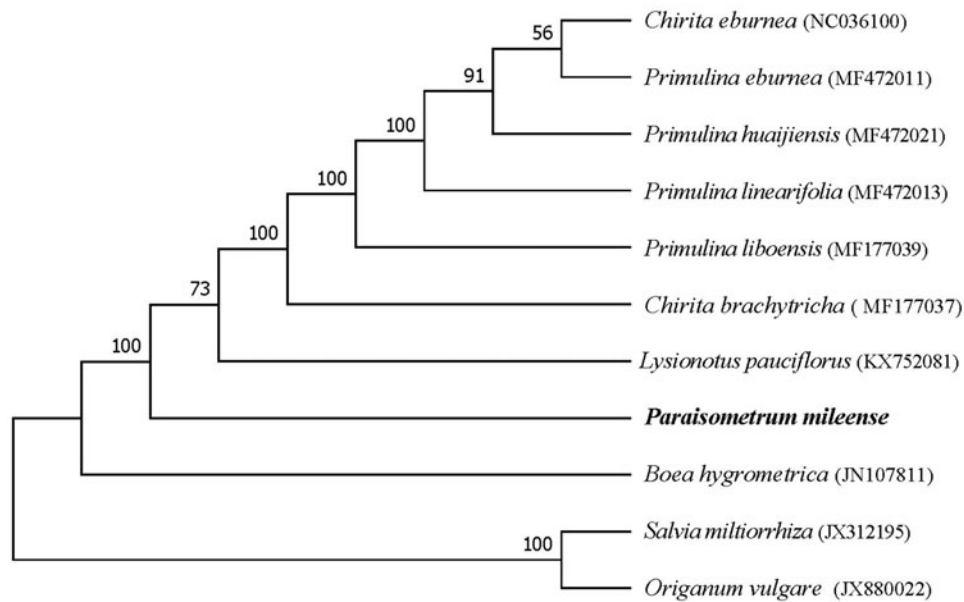 56 Chirita eburnea (NC036100)
Primulina eburnea (MF472011)
91
Primulina huaijiensis (MF472021)
100
Primulina linearifolia (MF472013)
100
Primulina liboensis (MF177039)
100
Chirita brachytricha ( MF177037)
73
Lysionotus pauciflorus (KX752081)
100
Paraisometrum mileense
Boea hygrometrica (JN107811)
Salvia miltiorrhiza (JX312195)
100
Origanum vulgare (JX880022)